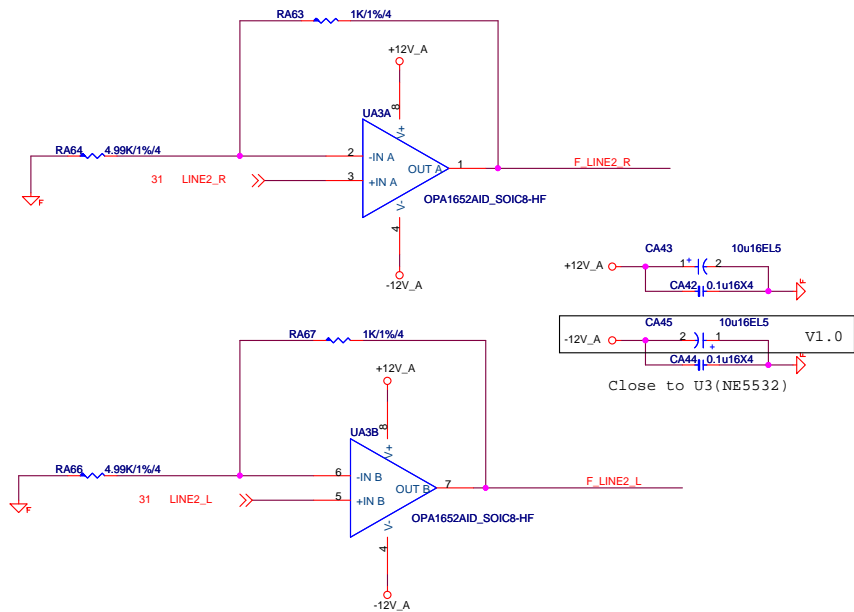 RA63 1K/1%/4
+12V_A
8
UA3A
V+
RA64 4.99K/1%/4
2 -IN A
OUT A 1 F_LINE2_R
31 LINE2_R 3 +IN A
V-
OPA1652AID_SOIC8-HF
4
-12V_A
CA43 10u16EL5
+12V_A 1 + 2 F
CA42 0.1u16X4
F
CA45 10u16EL5
-12V_A 2 1 V1.0
+
CA44 0.1u16X4 F
Close to U3(NE5532)
RA67 1K/1%/4
+12V_A
8
UA3B
V+
RA66 4.99K/1%/4
6 -IN B
OUT B 7 F_LINE2_L
31 LINE2_L 5 +IN B
V-
OPA1652AID_SOIC8-HF
F
4
-12V_A